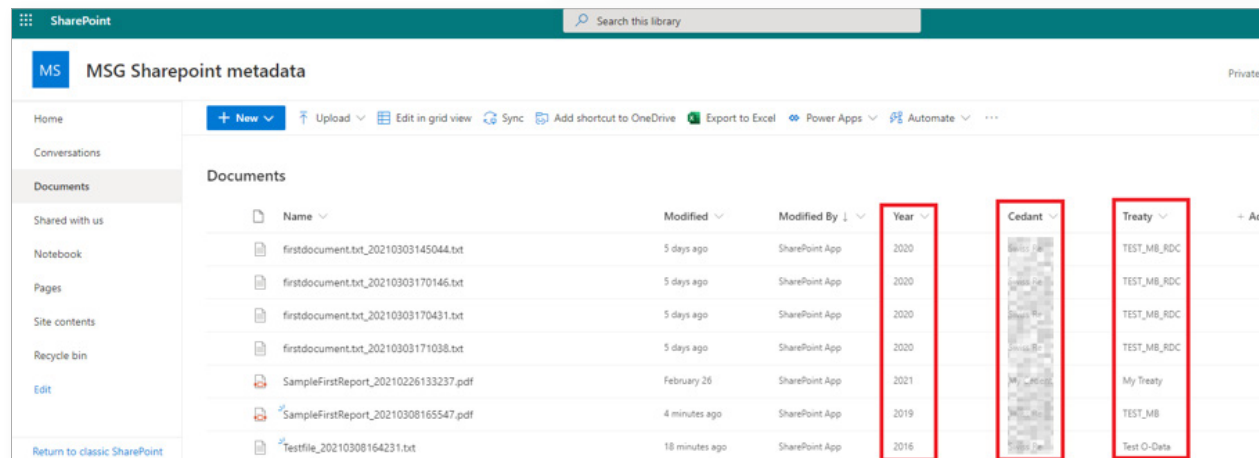 SharePoint Search this library
MS MSG Sharepoint metadata
Private
Home
Conversations
Documents
Shared with us
Notebook
Pages
Site contents
Recycle bin
Edit
Return to classic SharePoint
+ New Upload Edit in grid view Sync Add shortcut to OneDrive Export to Excel Power Apps Automate ...
Documents
Name Modified Modified By ↓ Year Cedant Treaty +
firstdocument.txt_20210303145044.txt 5 days ago SharePoint App 2020 TEST_MB_RDC
firstdocument.txt_20210303170146.txt 5 days ago SharePoint App 2020 TEST_MB_RDC
firstdocument.txt_20210303170431.txt 5 days ago SharePoint App 2020 TEST_MB_RDC
firstdocument.txt_20210303171038.txt 5 days ago SharePoint App 2020 TEST_MB_RDC
SampleFirstReport_20210226133237.pdf February 26 SharePoint App 2021 My Treaty
SampleFirstReport_20210308165547.pdf 4 minutes ago SharePoint App 2019 TEST_MB
Testfile_20210308164231.txt 18 minutes ago SharePoint App 2016 Test O-Data